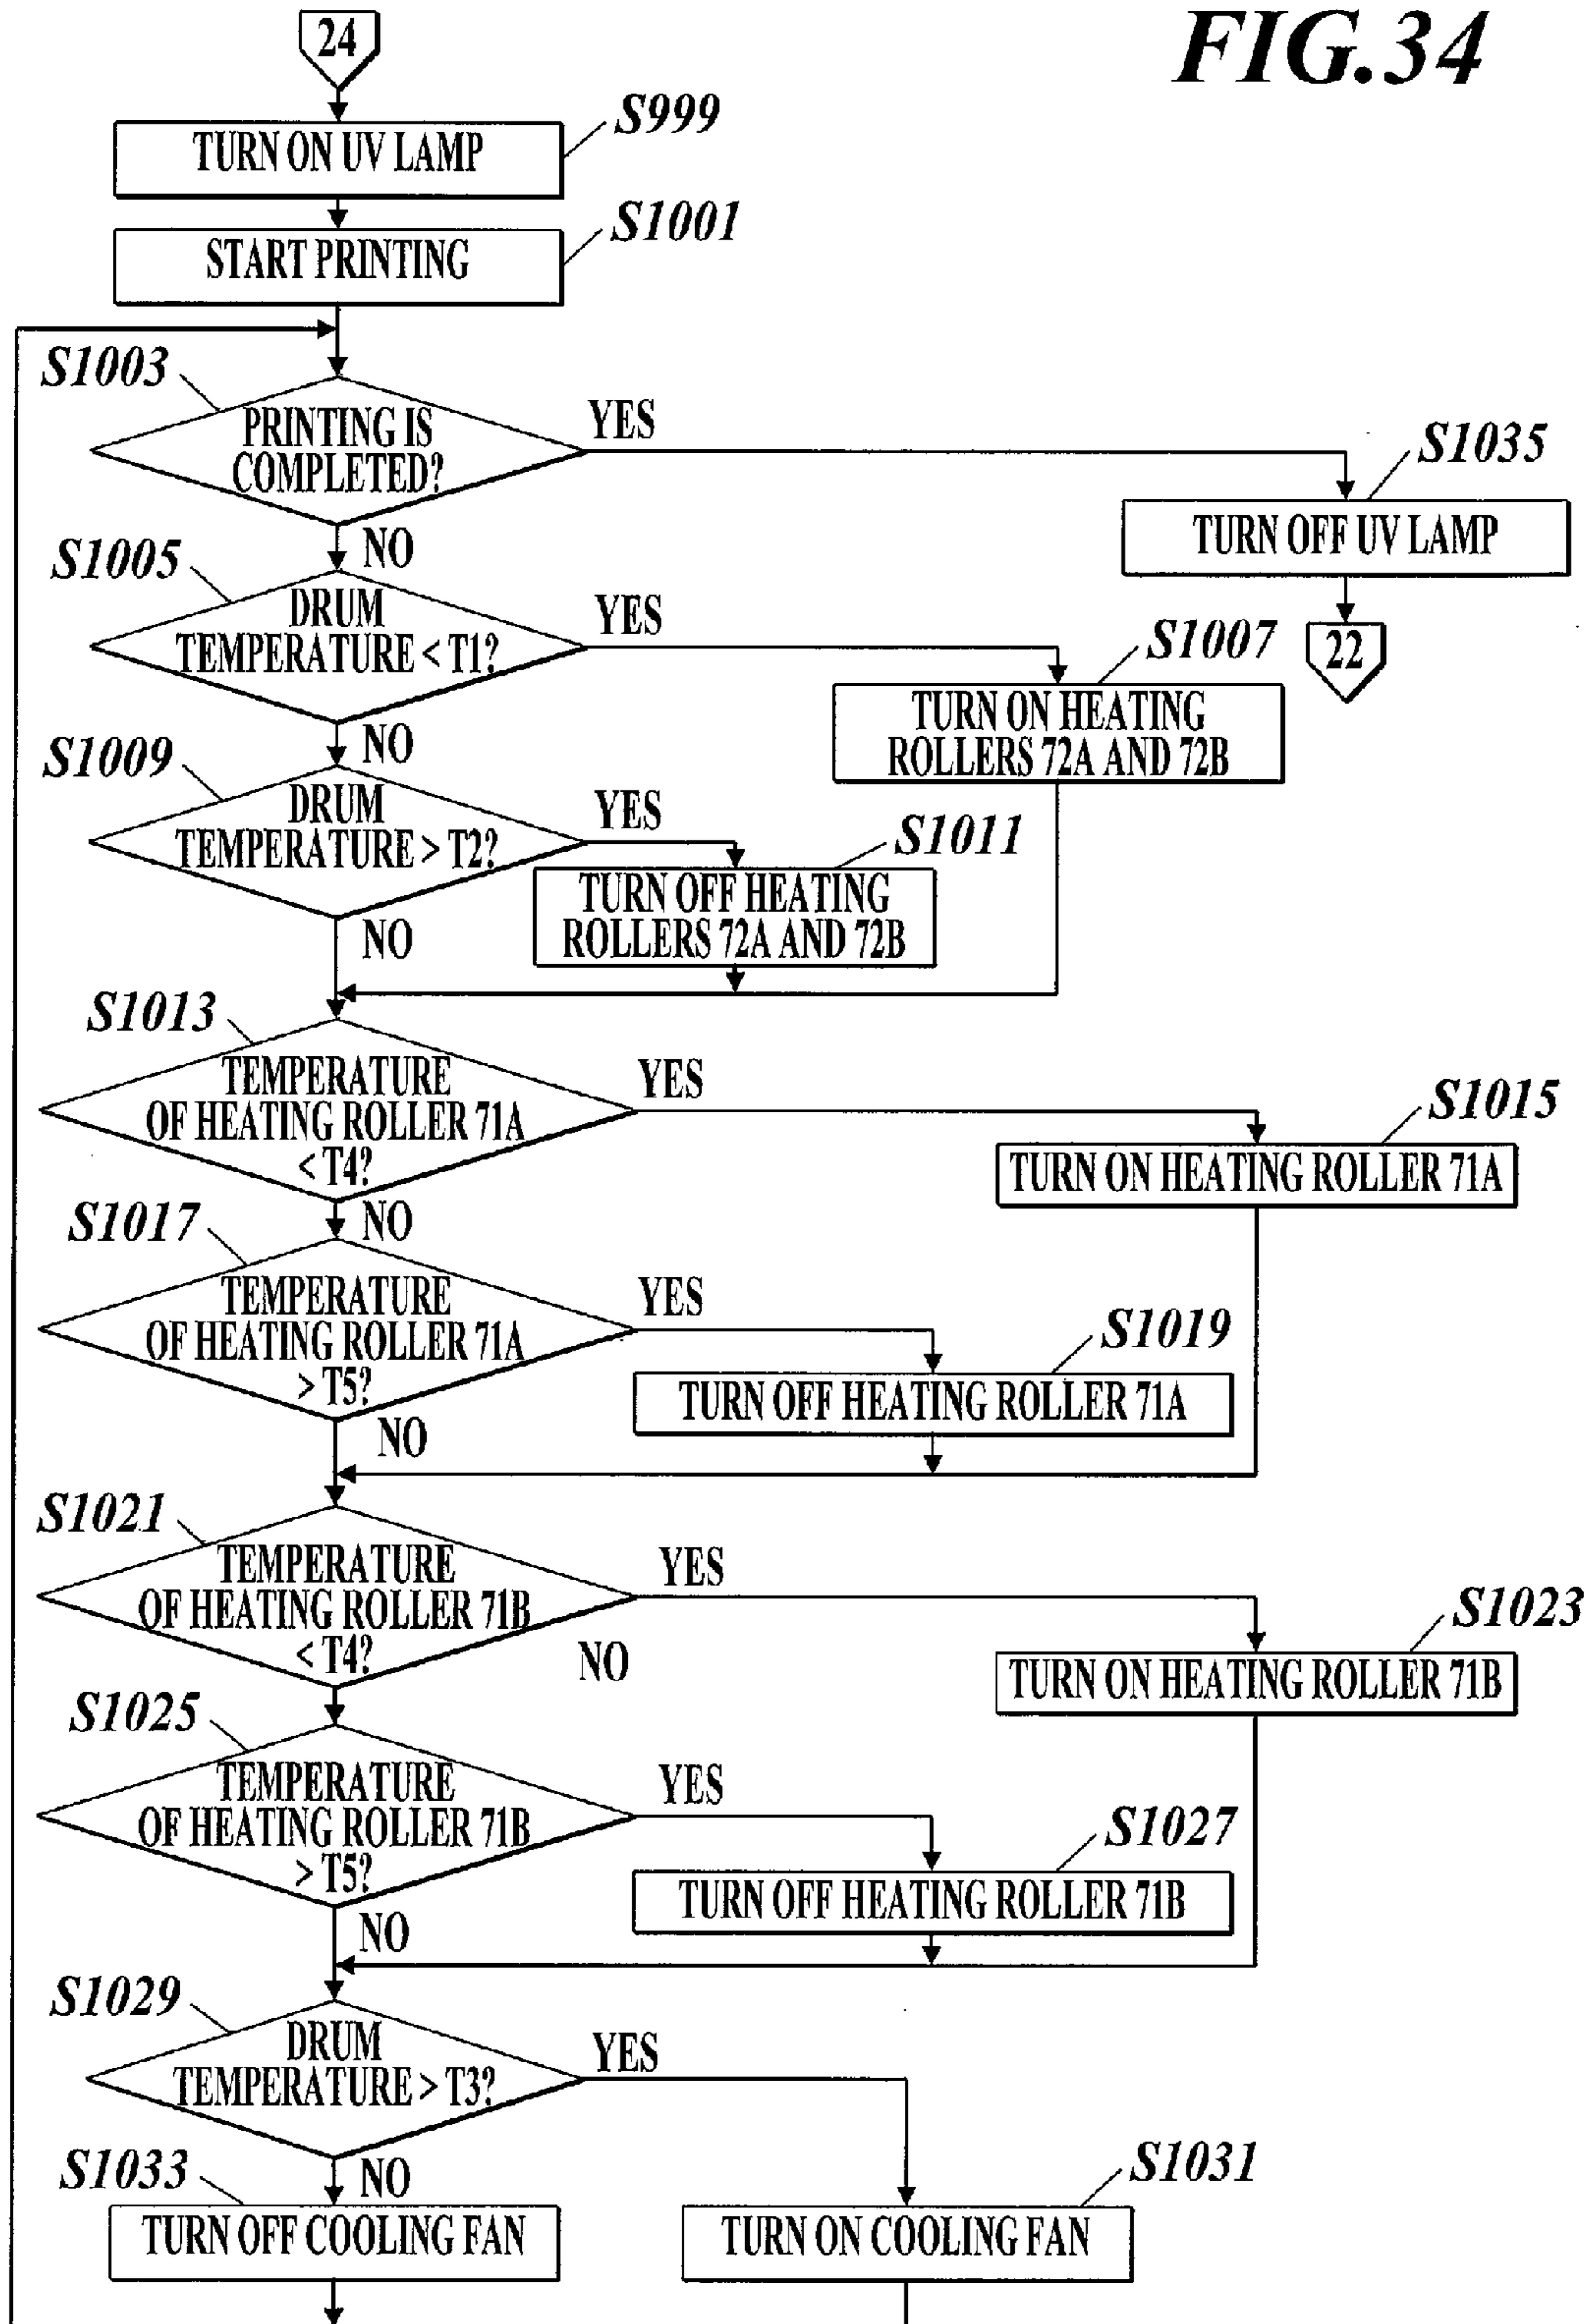 FIG.34
24
S999
TURN ON UV LAMP
S1001
START PRINTING
S1003
PRINTING IS
COMPLETED?
YES
NO
S1035
TURN OFF UV LAMP
22
S1005
DRUM
TEMPERATURE < T1?
YES
NO
S1007
TURN ON HEATING
ROLLERS 72A AND 72B
S1009
DRUM
TEMPERATURE > T2?
YES
NO
S1011
TURN OFF HEATING
ROLLERS 72A AND 72B
S1013
TEMPERATURE
OF HEATING ROLLER 71A
< T4?
YES
NO
S1015
TURN ON HEATING ROLLER 71A
S1017
TEMPERATURE
OF HEATING ROLLER 71A
> T5?
YES
NO
S1019
TURN OFF HEATING ROLLER 71A
S1021
TEMPERATURE
OF HEATING ROLLER 71B
< T4?
YES
NO
S1023
TURN ON HEATING ROLLER 71B
S1025
TEMPERATURE
OF HEATING ROLLER 71B
> T5?
YES
NO
S1027
TURN OFF HEATING ROLLER 71B
S1029
DRUM
TEMPERATURE > T3?
YES
NO
S1033
TURN OFF COOLING FAN
S1031
TURN ON COOLING FAN